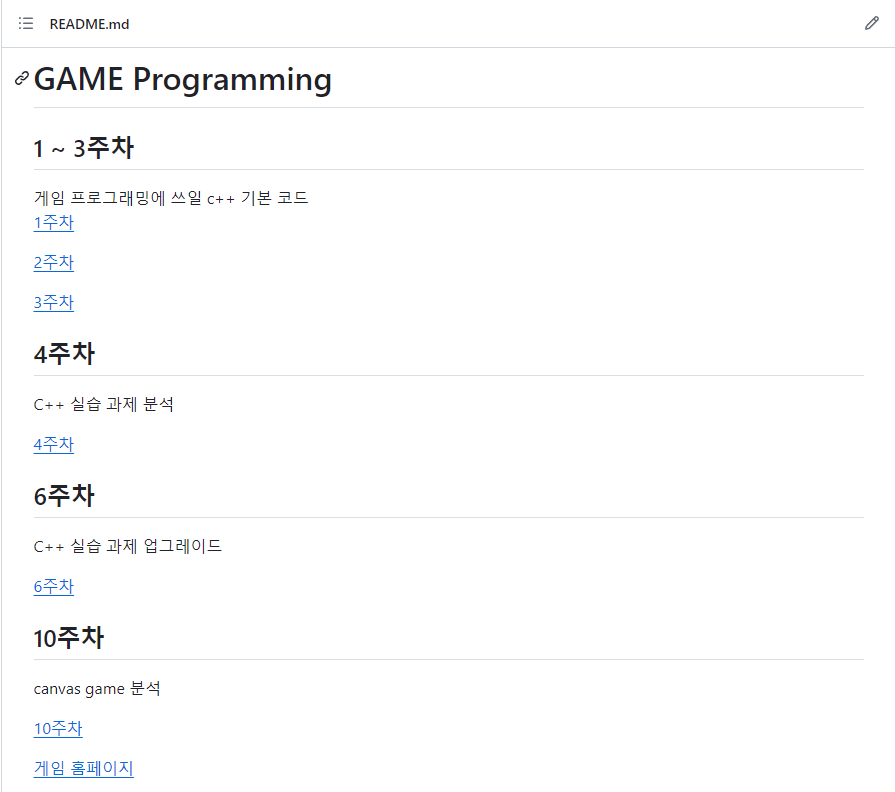 README.md
GAME Programming
1 ~ 3주차
게임 프로그래밍에 쓰일 c++ 기본 코드
1주차
2주차
3주차
4주차
C++ 실습 과제 분석
4주차
6주차
C++ 실습 과제 업그레이드
6주차
10주차
canvas game 분석
10주차
게임 홈페이지